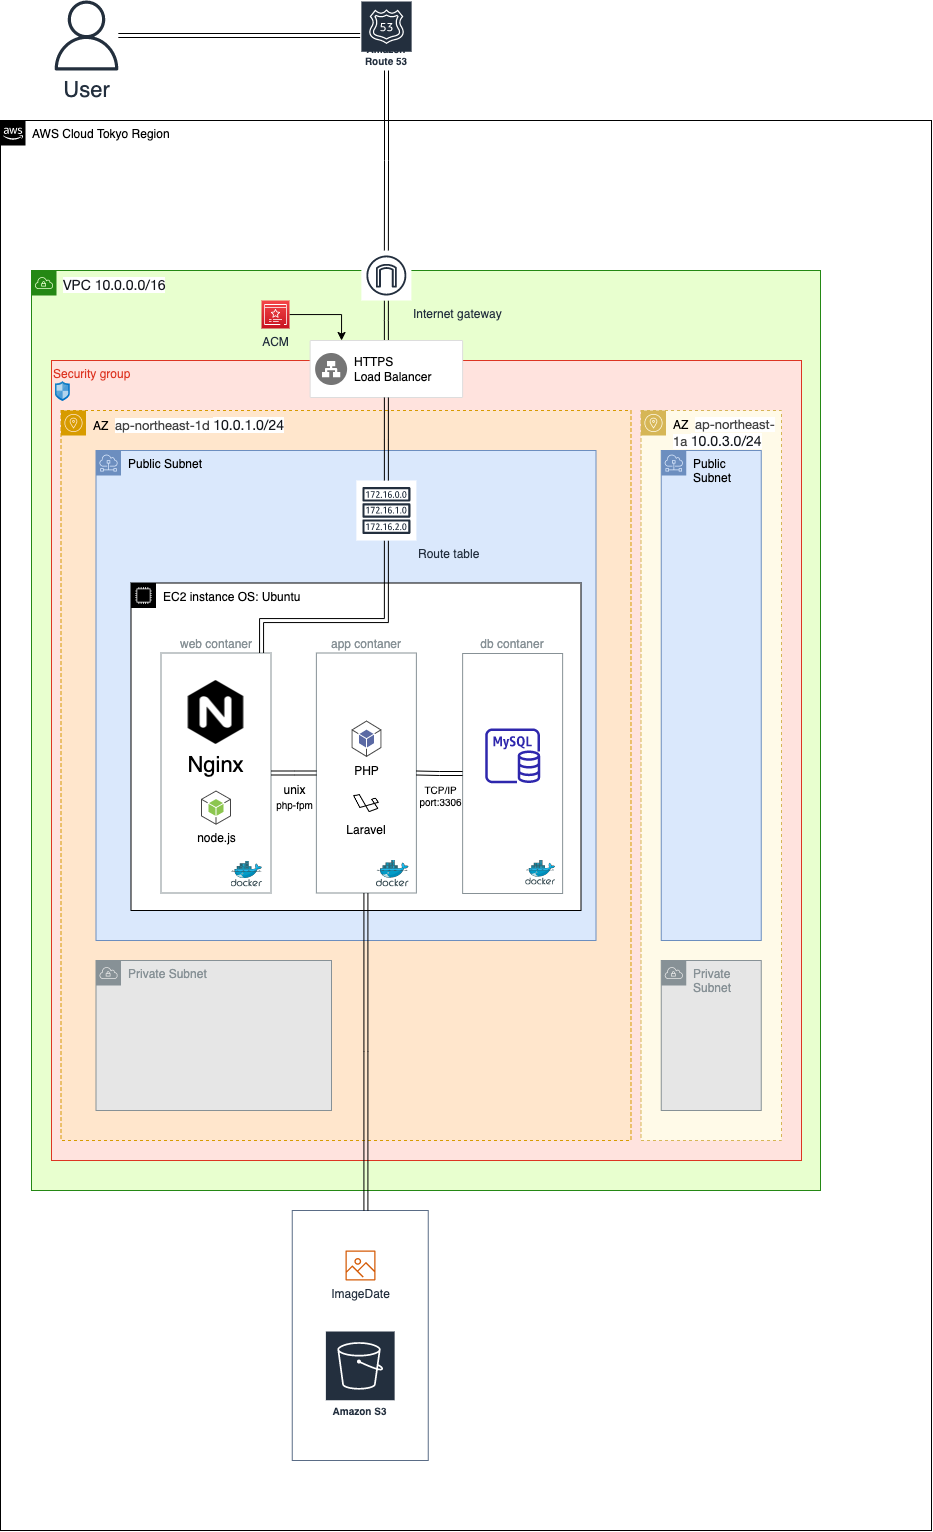 53
Amazon
Route 53
User
aws
AWS Cloud Tokyo Region
VPC 10.0.0.0/16
Internet gateway
ACM
HTTPS
Load Balancer
Security group
AZ ap-northeast-1d 10.0.1.0/24
AZ ap-northeast-
1a 10.0.3.0/24
Public Subnet
Public
Subnet
172.16.0.0
172.16.1.0
172.16.2.0
Route table
EC2 instance OS: Ubuntu
web contaner
app contaner
db contaner
N
Nginx
node.js
docker
unix
php-fpm
PHP
Laravel
docker
TCP/IP
port:3306
MySQL
docker
Private Subnet
Private
Subnet
ImageDate
Amazon S3